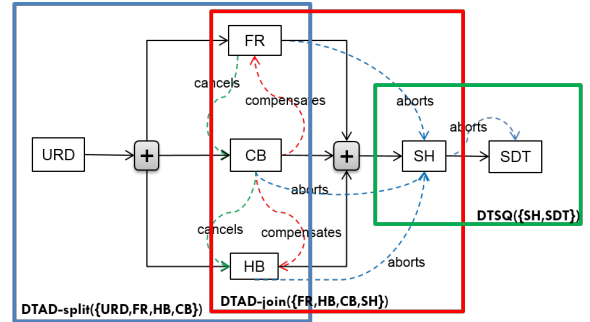 FR
cancels
compensates
aborts
URD
+
CB
+
SH
aborts
SDT
aborts
DTSQ({SH,SDT})
cancels
compensates
aborts
HB
DTAD-split({URD,FR,HB,CB})
DTAD-join({FR,HB,CB,SH})